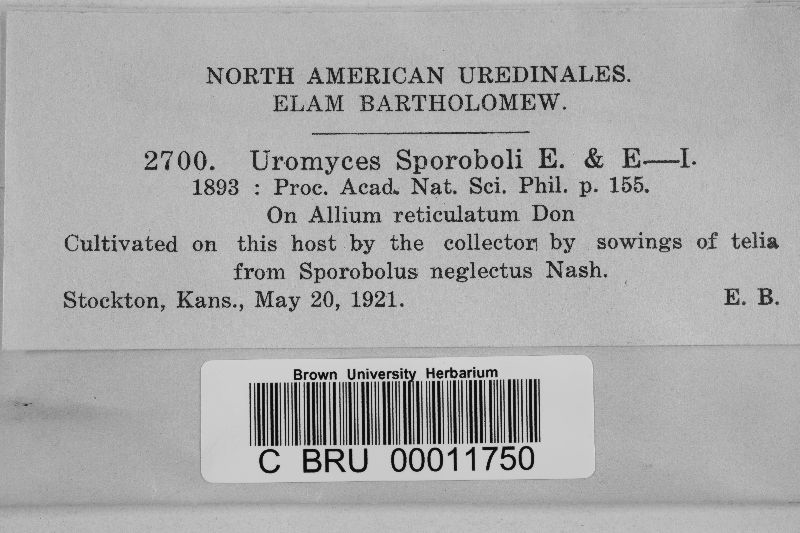 NORTH AMERICAN UREDINALES.
ELAM BARTHOLOMEW.
2700. Uromyces Sporoboli E. & E—I.
1893 : Proc. Acad. Nat. Sci. Phil. p. 155.
On Allium reticulatum Don
Cultivated on this host by the collector by sowings of telia
from Sporobolus neglectus Nash.
Stockton, Kans., May 20, 1921. E. B.
Brown University Herbarium
C BRU 00011750